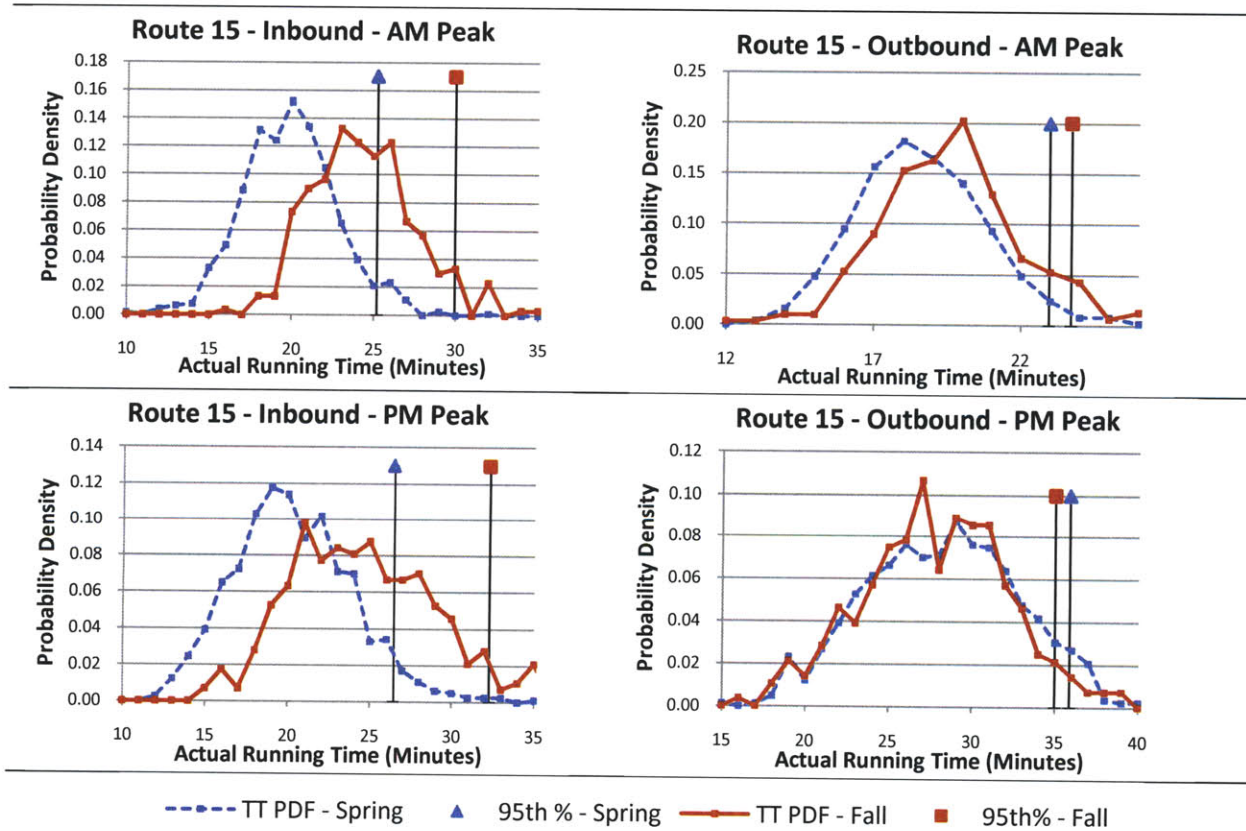 Route 15 - Inbound - AM Peak
Probability Density
0.18
0.16
0.14
0.12
0.10
0.08
0.06
0.04
0.02
0.00
10 15 20 25 30 35
Actual Running Time (Minutes)
Route 15 - Outbound - AM Peak
Probability Density
0.25
0.20
0.15
0.10
0.05
0.00
12 17 22
Actual Running Time (Minutes)
Route 15 - Inbound - PM Peak
Probability Density
0.14
0.12
0.10
0.08
0.06
0.04
0.02
0.00
10 15 20 25 30 35
Actual Running Time (Minutes)
Route 15 - Outbound - PM Peak
Probability Density
0.12
0.10
0.08
0.06
0.04
0.02
0.00
15 20 25 30 35 40
Actual Running Time (Minutes)
TT PDF - Spring 95th % - Spring TT PDF - Fall 95th% - Fall